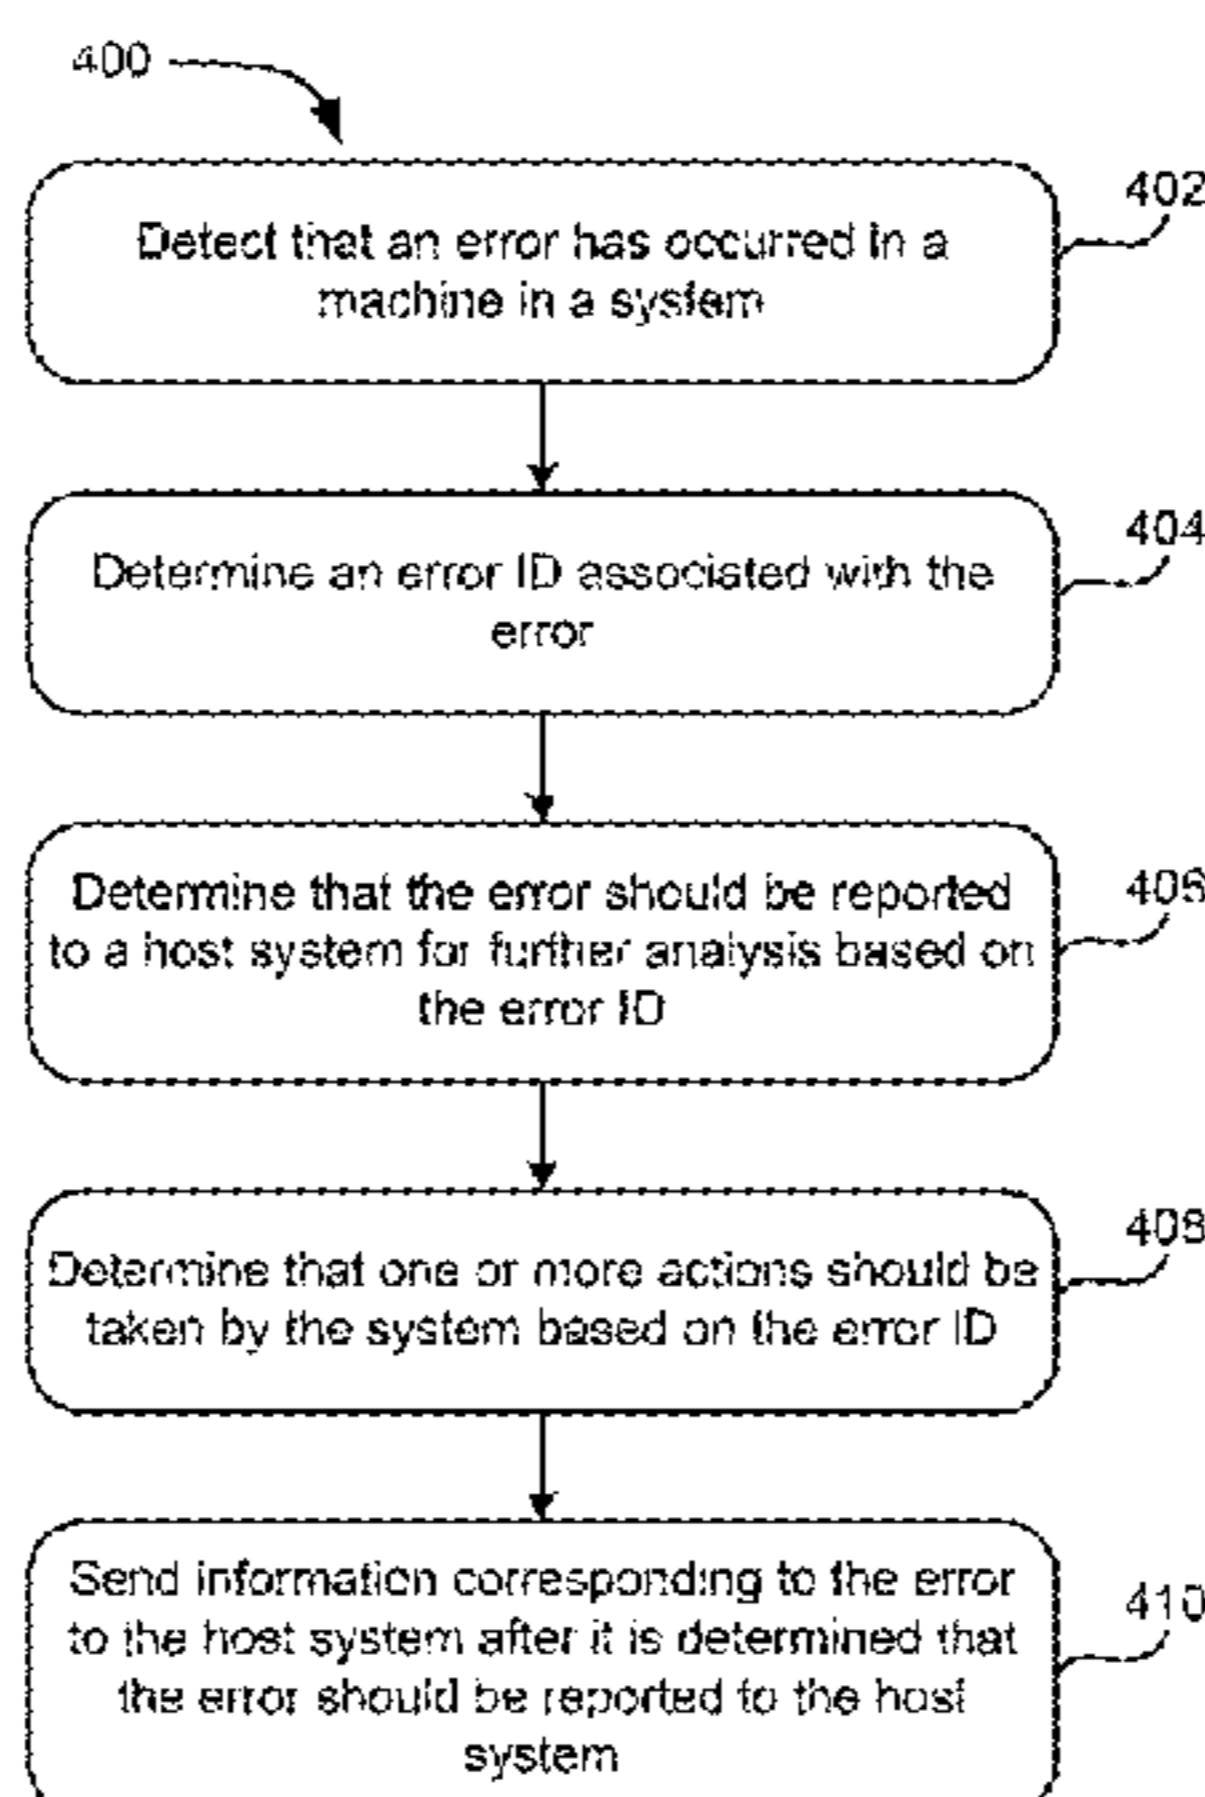 400
402
Detect that an error has occurred in a
machine in a system
404
Determine an error ID associated with the
error
406
Determine that the error should be reported
to a host system for further analysis based on
the error ID
408
Determine that one or more actions should be
taken by the system based on the error ID
410
Send information corresponding to the error
to the host system after it is determined that
the error should be reported to the host
system